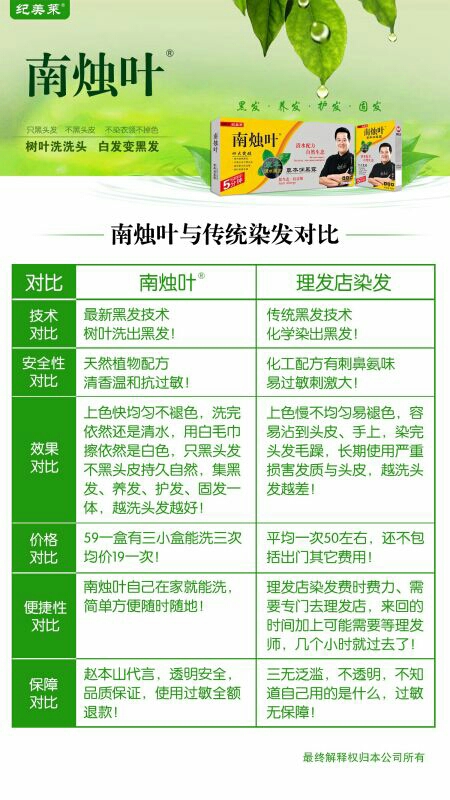 纪美莱®
南烛叶®
只黑头发 不黑头皮 不染衣领不掉色
树叶洗洗头 白发变黑发
黑发·养发·护发·固发
南烛叶
清水配方
自然生态
草本沐黑露
5分钟
南烛叶
南烛叶与传统染发对比
对比 南烛叶® 理发店染发
技术
对比
最新黑发技术
树叶洗出黑发！
传统黑发技术
化学染出黑发！
安全性
对比
天然植物配方
清香温和抗过敏！
化工配方有刺鼻氨味
易过敏刺激大！
效果
对比
上色快均匀不褪色，洗完
依然还是清水，用白毛巾
擦依然是白色，只黑头发
不黑头皮持久自然，集黑
发、养发、护发、固发一
体，越洗头发越好！
上色慢不均匀易褪色，容
易沾到头皮、手上，染完
头发毛躁，长期使用严重
损害发质与头皮，越洗头
发越差！
价格
对比
59一盒有三小盒能洗三次
均价19一次！
平均一次50左右，还不包
括出门其它费用！
便捷性
对比
南烛叶自己在家就能洗，
简单方便随时随地！
理发店染发费时费力、需
要专门去理发店，来回的
时间加上可能需要等理发
师，几个小时就过去了！
保障
对比
赵本山代言，透明安全，
品质保证，使用过敏全额
退款！
三无泛滥，不透明，不知
道自己用的是什么，过敏
无保障！
最终解释权归本公司所有